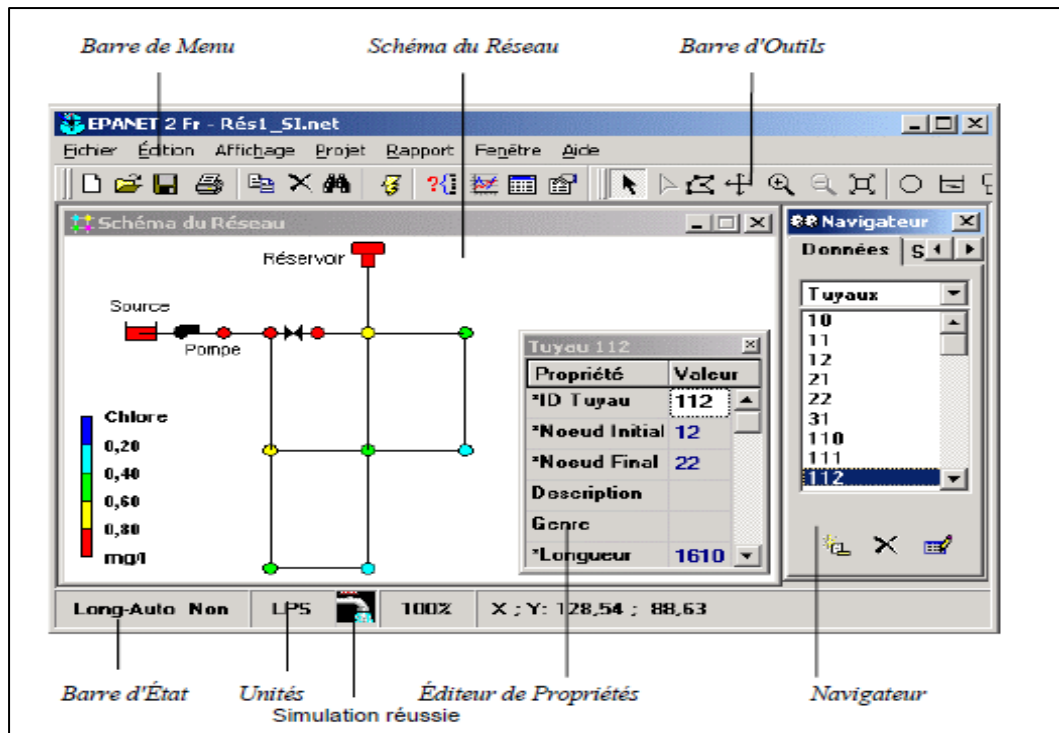 Barre de Menu
Schéma du Réseau
Barre d'Outils
EPANET 2 Fr - Rés1_SI.net
Fichier Édition Affichage Projet Rapport Fenêtre Aide
Schéma du Réseau
Navigateur
Données S
Tuyaux
10
11
12
21
22
31
110
111
112
Réservoir
Source
Pompe
Chlore
0,20
0,40
0,60
0,80
mg/l
Tuyau 112
Propriété Valeur
*ID Tuyau 112
*Noeud Initial 12
*Noeud Final 22
Description
Genre
*Longueur 1610
Long-Auto Non LPS 100% X ; Y: 128,54 ; 88,63
Barre d'État
Unités
Simulation réussie
Éditeur de Propriétés
Navigateur